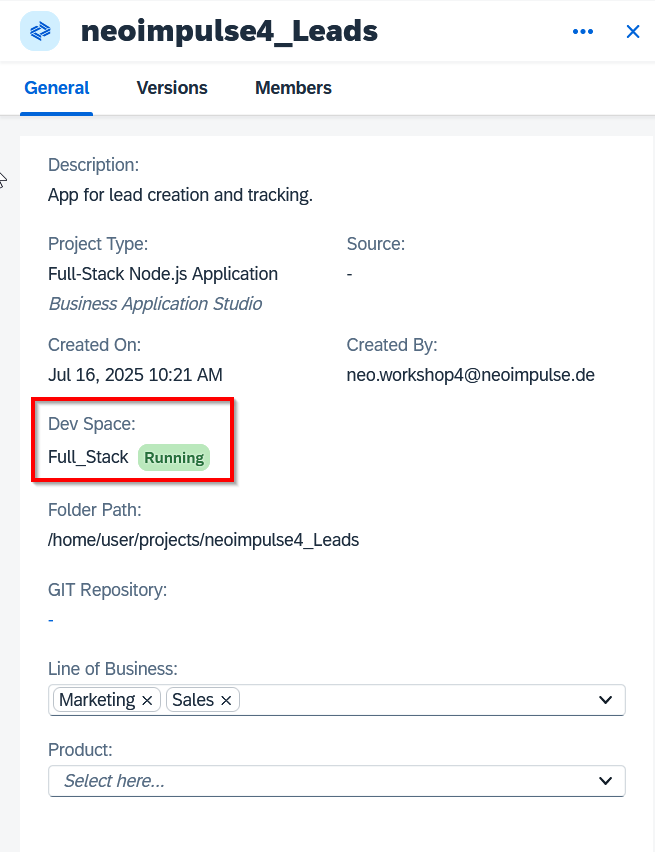 neoimpulse4_Leads
General Versions Members
Description:
App for lead creation and tracking.
Project Type: Source:
Full-Stack Node.js Application -
Business Application Studio
Created On: Created By:
Jul 16, 2025 10:21 AM neo.workshop4@neoimpulse.de
Dev Space:
Full_Stack Running
Folder Path:
/home/user/projects/neoimpulse4_Leads
GIT Repository:
-
Line of Business:
Marketing Sales
Product:
Select here...